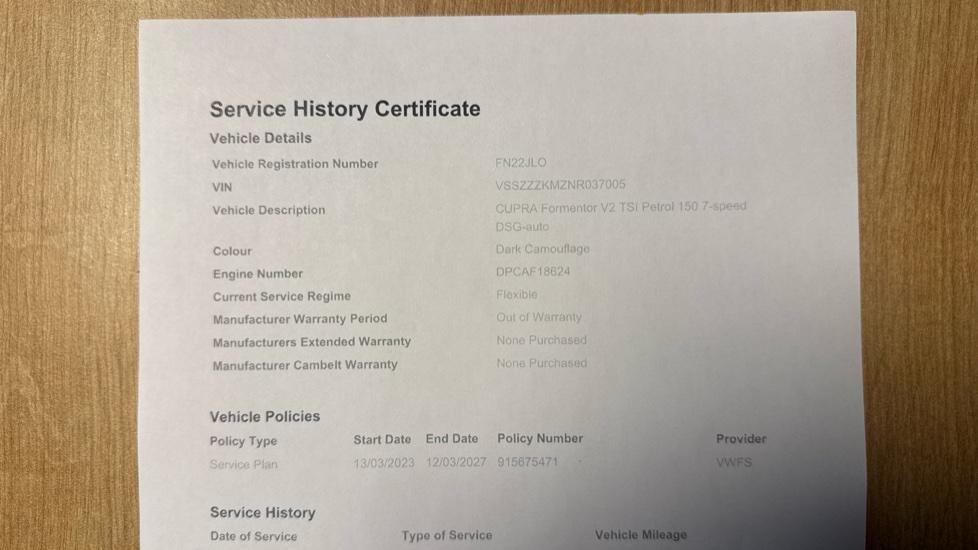 Service History Certificate
Vehicle Details
Vehicle Registration Number FN22JLO
VIN VSSZZZKMZNR037005
Vehicle Description CUPRA Formentor V2 TSI Petrol 150 7-speed
DSG-auto
Colour Dark Camouflage
Engine Number DPCAF18624
Current Service Regime Flexible
Manufacturer Warranty Period Out of Warranty
Manufacturers Extended Warranty None Purchased
Manufacturer Cambelt Warranty None Purchased
Vehicle Policies
Policy Type Start Date End Date Policy Number Provider
Service Plan 13/03/2023 12/03/2027 915675471 VWFS
Service History
Date of Service Type of Service Vehicle Mileage